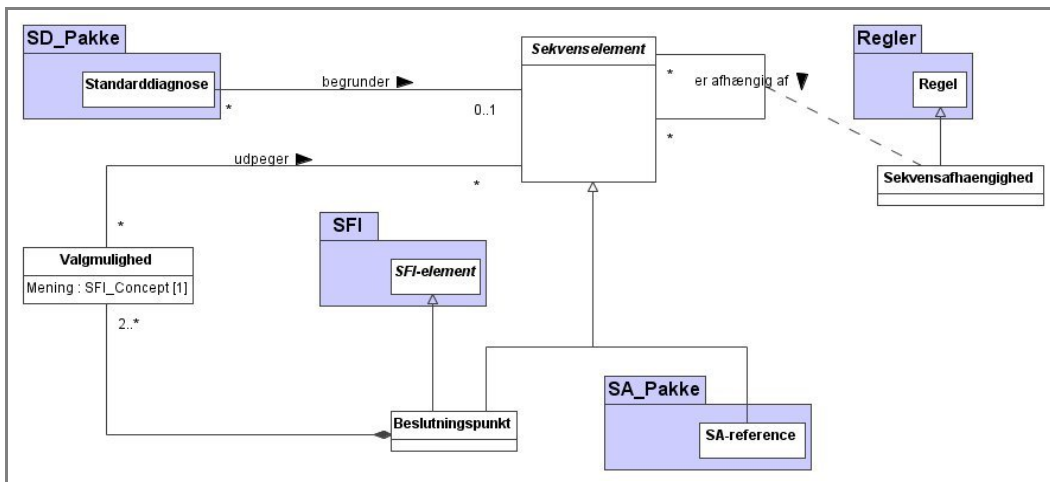 SD_Pakke
Standarddiagnose
begrunder
*
0..1
Sekvenselement
*
er afhængig af
*
Regler
Regel
Sekvensafhaengighed
udpeger
*
*
Valgmulighed
Mening : SFI_Concept [1]
2..*
SFI
SFI-element
Beslutningspunkt
SA_Pakke
SA-reference